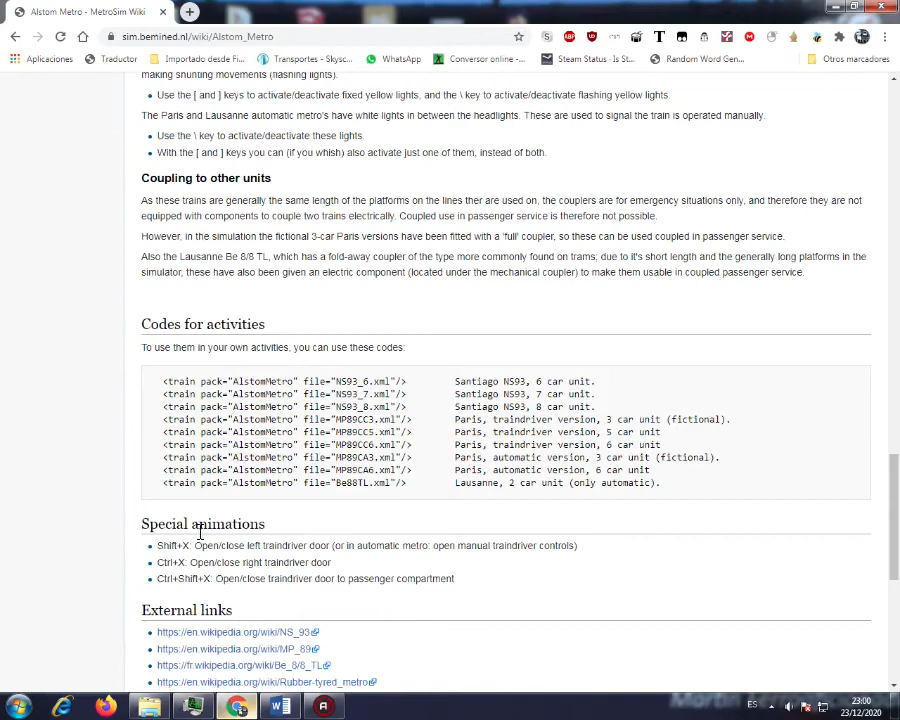 Alstom Metro - MetroSim Wiki
sim.bemined.nl/wiki/Alstom_Metro
Aplicaciones Traductor Importado desde Fi... Transportes - Skysc... WhatsApp Conversor online -... Steam Status - Is St... Random Word Gen... Otros marcadores
making shunting movements (flashing lights).
Use the [ and ] keys to activate/deactivate fixed yellow lights, and the \ key to activate/deactivate flashing yellow lights.
The Paris and Lausanne automatic metro's have white lights in between the headlights. These are used to signal the train is operated manually.
Use the \ key to activate/deactivate these lights.
With the [ and ] keys you can (if you whish) also activate just one of them, instead of both.
Coupling to other units
As these trains are generally the same length of the platforms on the lines ther are used on, the couplers are for emergency situations only, and therefore they are not
equipped with components to couple two trains electrically. Coupled use in passenger service is therefore not possible.
However, in the simulation the fictional 3-car Paris versions have been fitted with a 'full' coupler, so these can be used coupled in passenger service.
Also the Lausanne Be 8/8 TL, which has a fold-away coupler of the type more commonly found on trams; due to it's short length and the generally long platforms in the
simulator, these have also been given an electric component (located under the mechanical coupler) to make them usable in coupled passenger service.
Codes for activities
To use them in your own activities, you can use these codes:
<train pack="AlstomMetro" file="NS93_6.xml"/> Santiago NS93, 6 car unit.
<train pack="AlstomMetro" file="NS93_7.xml"/> Santiago NS93, 7 car unit.
<train pack="AlstomMetro" file="NS93_8.xml"/> Santiago NS93, 8 car unit.
<train pack="AlstomMetro" file="MP89CC3.xml"/> Paris, traindriver version, 3 car unit (fictional).
<train pack="AlstomMetro" file="MP89CC5.xml"/> Paris, traindriver version, 5 car unit
<train pack="AlstomMetro" file="MP89CC6.xml"/> Paris, traindriver version, 6 car unit
<train pack="AlstomMetro" file="MP89CA3.xml"/> Paris, automatic version, 3 car unit (fictional).
<train pack="AlstomMetro" file="MP89CA6.xml"/> Paris, automatic version, 6 car unit
<train pack="AlstomMetro" file="Be88TL.xml"/> Lausanne, 2 car unit (only automatic).
Special animations
Shift+X: Open/close left traindriver door (or in automatic metro: open manual traindriver controls)
Ctrl+X: Open/close right traindriver door
Ctrl+Shift+X: Open/close traindriver door to passenger compartment
External links
https://en.wikipedia.org/wiki/NS_93
https://en.wikipedia.org/wiki/MP_89
https://fr.wikipedia.org/wiki/Be_8/8_TL
https://en.wikipedia.org/wiki/Rubber-tyred_metro
ES
23:00
23/12/2020